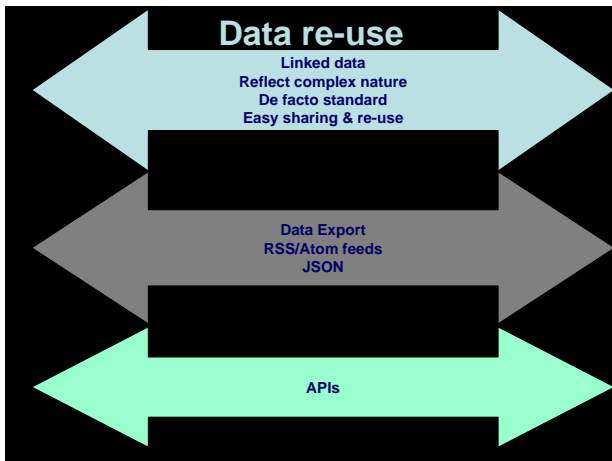 Data re-use
Linked data
Reflect complex nature
De facto standard
Easy sharing & re-use
Data Export
RSS/Atom feeds
JSON
APIs